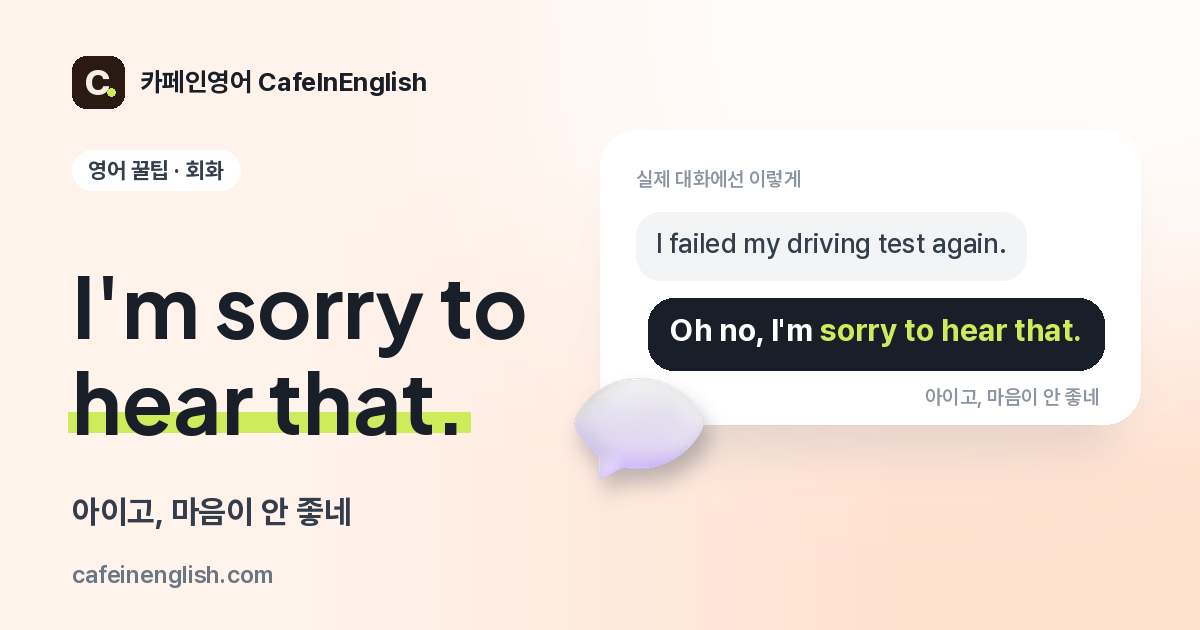 C
카페인영어 CafeInEnglish
영어 꿀팁 · 회화
I'm sorry to
hear that.
아이고, 마음이 안 좋네
cafeinenglish.com
실제 대화에선 이렇게
I failed my driving test again.
Oh no, I'm sorry to hear that.
아이고, 마음이 안 좋네